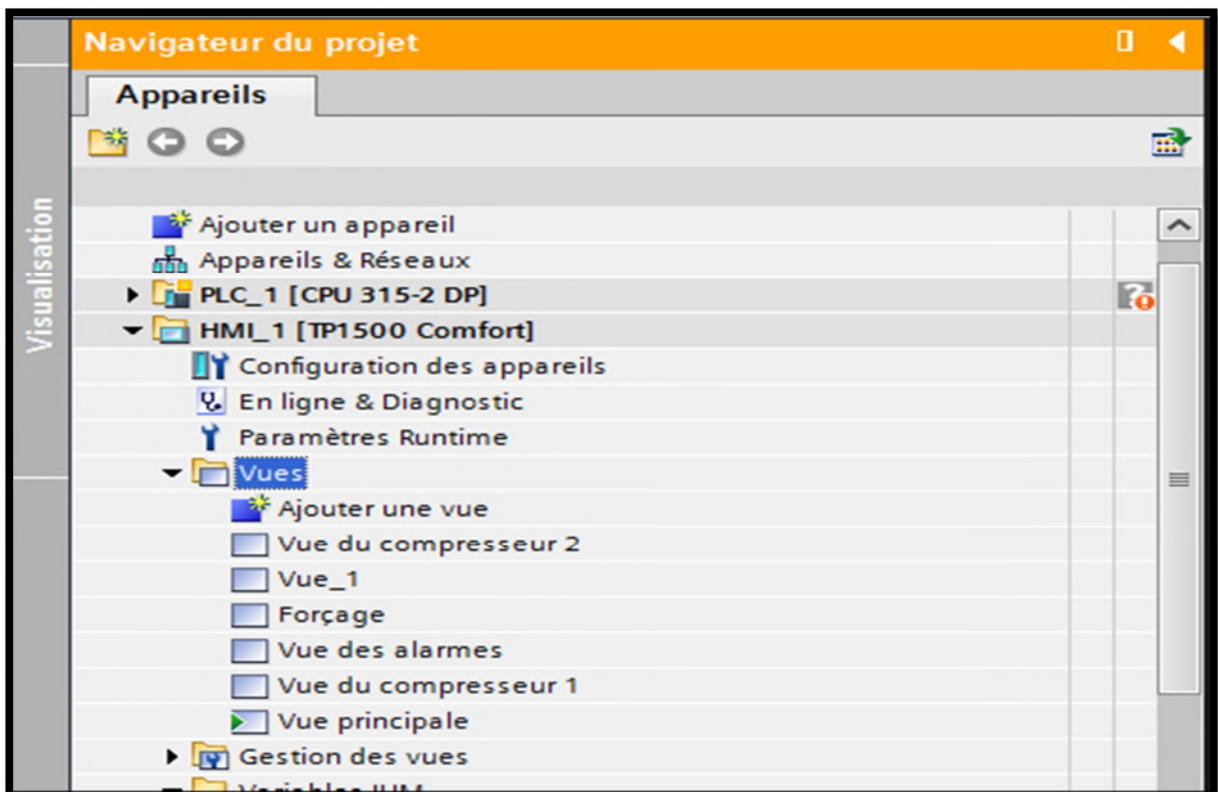 Navigateur du projet
Appareils
Visualisation
Ajouter un appareil
Appareils & Réseaux
PLC_1 [CPU 315-2 DP]
HMI_1 [TP1500 Comfort]
Configuration des appareils
En ligne & Diagnostic
Paramètres Runtime
Vues
Ajouter une vue
Vue du compresseur 2
Vue_1
Forçage
Vue des alarmes
Vue du compresseur 1
Vue principale
Gestion des vues
Variables IHM